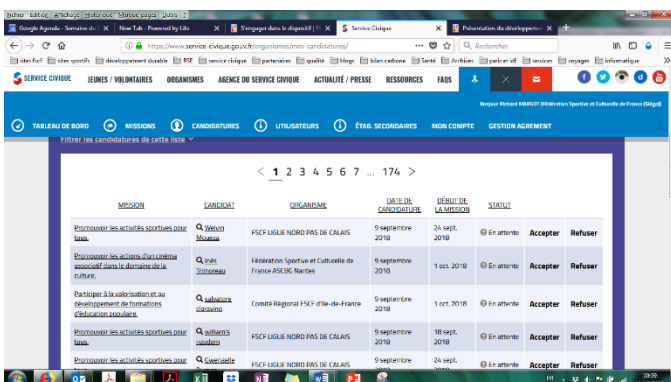 Fichier Edition Affichage Historique Marque-pages Outils ?
Google Agenda - Semaine du
New Tab - Powered by Lilo
S'engager dans le dispositif
Service Civique
Présentation du développeme
https://www.service-civique.gouv.fr/organismes/mes-candidatures/
Rechercher
sites fscf
sites sportifs
développement durable
RSE
service civique
partenaires
qualité
blogs
bilan carbone
Santé
Archives
paris et idf
services
voyages
informatique
SERVICE CIVIQUE
JEUNES / VOLONTAIRES
ORGANISMES
AGENCE DU SERVICE CIVIQUE
ACTUALITÉ / PRESSE
RESSOURCES
FAQS
Bonjour Richard (Fédération Sportive et Culturelle de France (Siège))
TABLEAU DE BORD
MISSIONS
CANDIDATURES
UTILISATEURS
ÉTAB. SECONDAIRES
MON COMPTE
GESTION AGREMENT
Filtrer les candidatures de cette liste
< 1 2 3 4 5 6 7 ... 174 >
MISSION
CANDIDAT
ORGANISME
DATE DE CANDIDATURE
DÉBUT DE LA MISSION
STATUT
Promouvoir les activités sportives pour tous.
Welvin Moueza
FSCF LIGUE NORD PAS DE CALAIS
9 septembre 2018
24 sept. 2018
En attente
Accepter
Refuser
Promouvoir les actions d'un cinéma associatif dans le domaine de la culture.
Inès Trimoreau
Fédération Sportive et Culturelle de France ASCBG Nantes
9 septembre 2018
1 oct. 2018
En attente
Accepter
Refuser
Participer à la valorisation et au développement de formations d'éducation populaire.
salvatore ciaravino
Comité Régional FSCF d'Ile-de-France
9 septembre 2018
1 oct. 2018
En attente
Accepter
Refuser
Promouvoir les activités sportives pour tous.
william's
FSCF LIGUE NORD PAS DE CALAIS
9 septembre 2018
18 sept. 2018
En attente
Accepter
Refuser
Promouvoir les activités sportives pour
Gwenaelle
FSCF LIGUE NORD PAS DE CALAIS
9 septembre
24 sept.
En attente
Accepter
Refuser
10:59